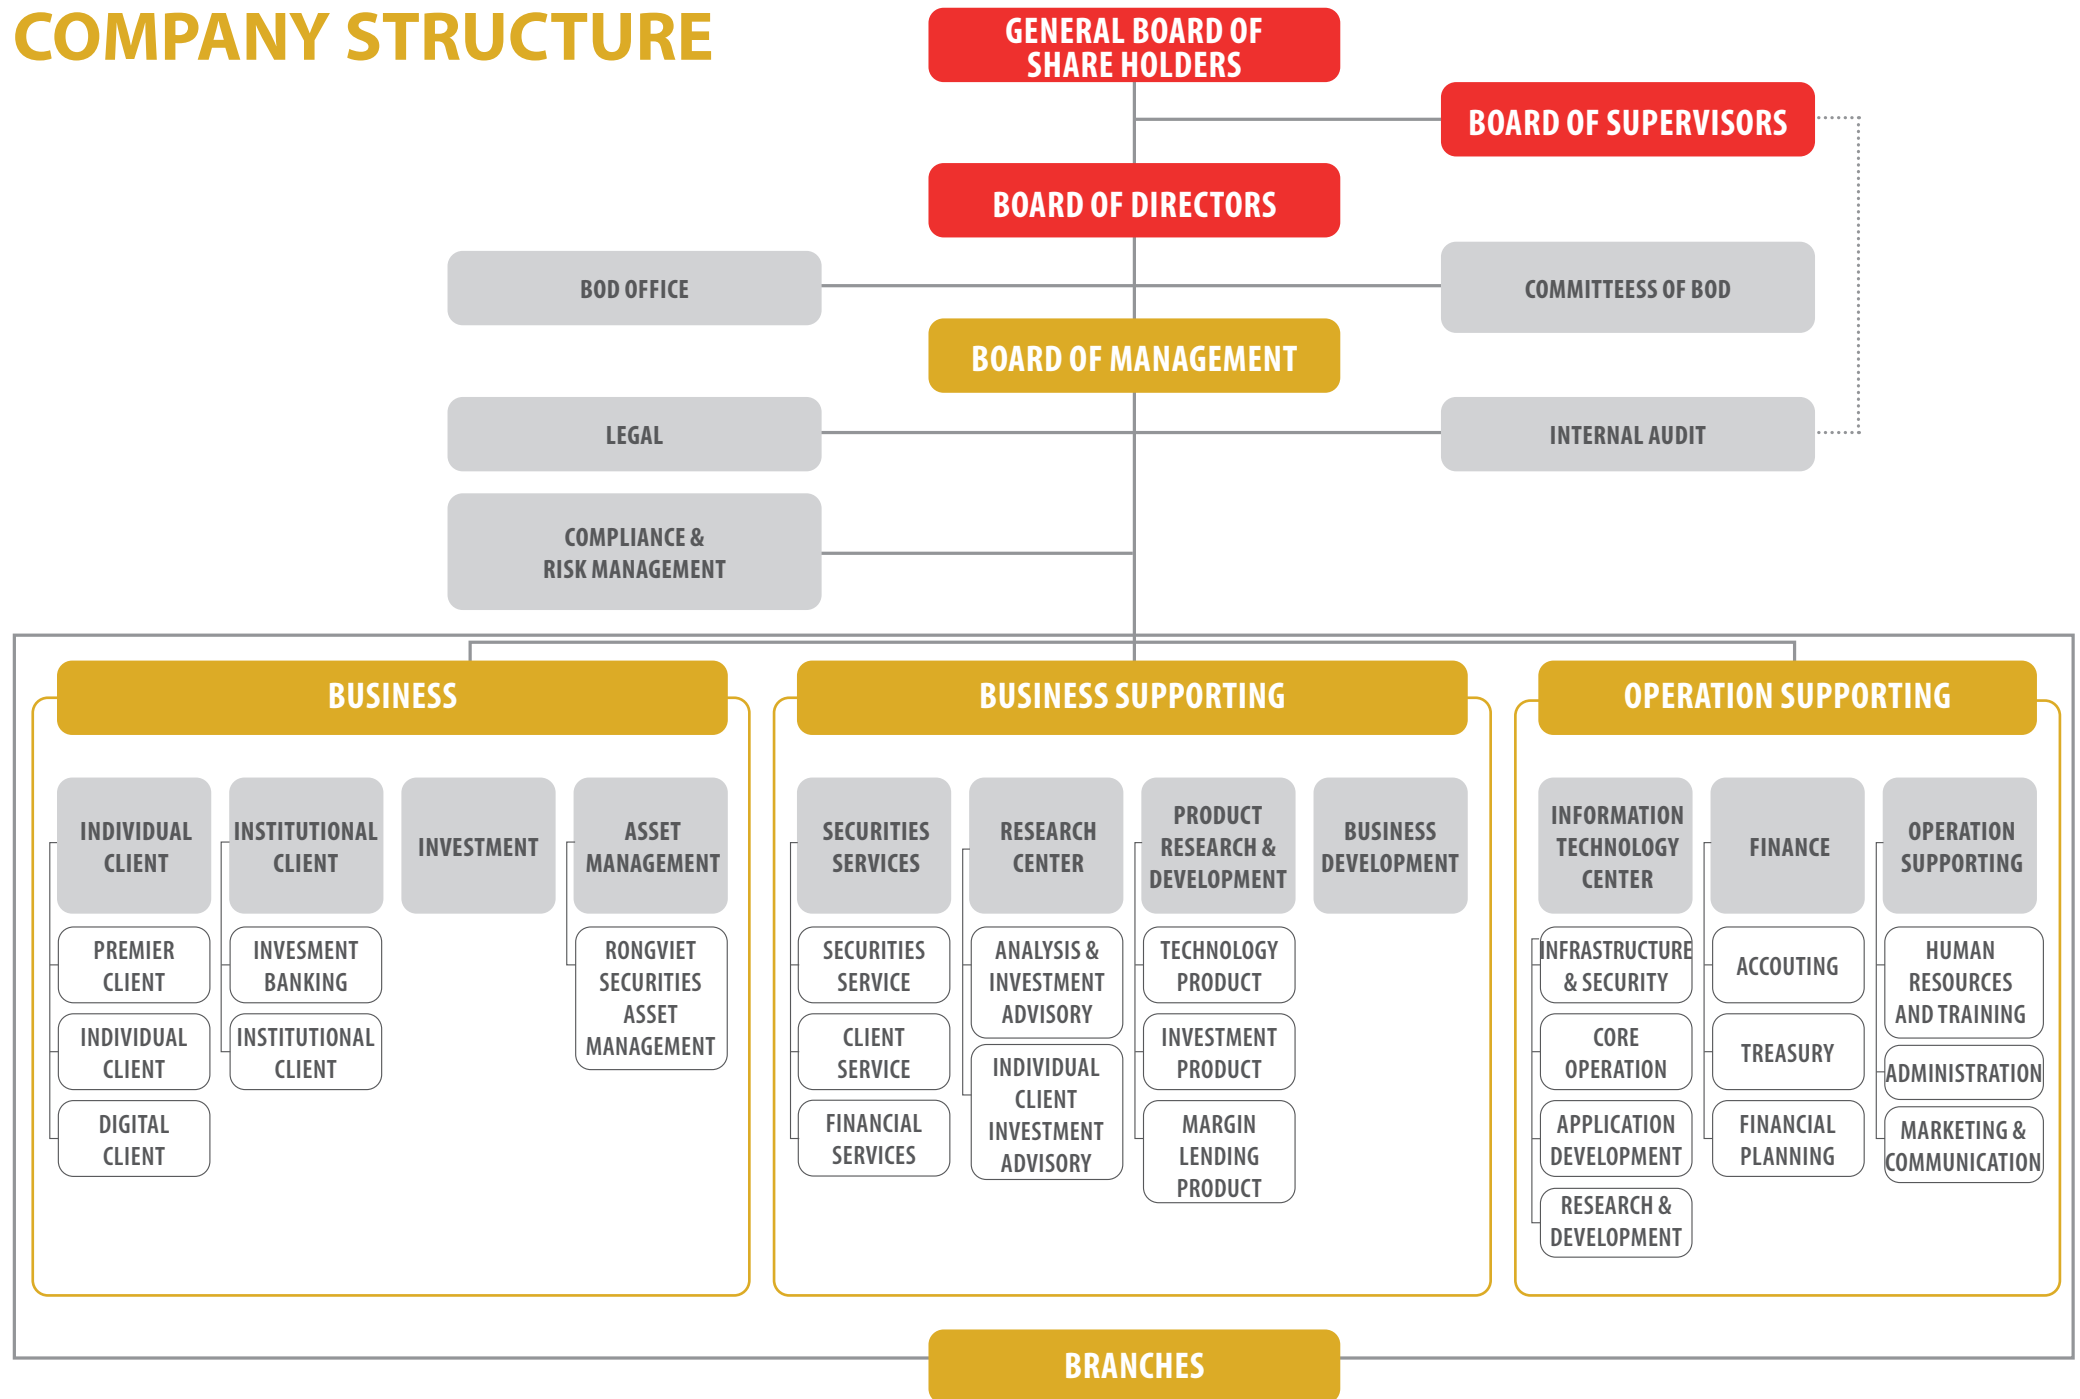 COMPANY STRUCTURE
GENERAL BOARD OF
SHARE HOLDERS
BOARD OF SUPERVISORS
BOARD OF DIRECTORS
BOD OFFICE
COMMITTEESS OF BOD
BOARD OF MANAGEMENT
LEGAL
INTERNAL AUDIT
COMPLIANCE &
RISK MANAGEMENT
BUSINESS
INDIVIDUAL
CLIENT
PREMIER
CLIENT
INDIVIDUAL
CLIENT
DIGITAL
CLIENT
INSTITUTIONAL
CLIENT
INVESMENT
BANKING
INSTITUTIONAL
CLIENT
INVESTMENT
ASSET
MANAGEMENT
RONGVIET
SECURITIES
ASSET
MANAGEMENT
BUSINESS SUPPORTING
SECURITIES
SERVICES
SECURITIES
SERVICE
CLIENT
SERVICE
FINANCIAL
SERVICES
RESEARCH
CENTER
ANALYSIS &
INVESTMENT
ADVISORY
INDIVIDUAL
CLIENT
INVESTMENT
ADVISORY
PRODUCT
RESEARCH &
DEVELOPMENT
TECHNOLOGY
PRODUCT
INVESTMENT
PRODUCT
MARGIN
LENDING
PRODUCT
BUSINESS
DEVELOPMENT
OPERATION SUPPORTING
INFORMATION
TECHNOLOGY
CENTER
INFRASTRUCTURE
& SECURITY
CORE
OPERATION
APPLICATION
DEVELOPMENT
RESEARCH &
DEVELOPMENT
FINANCE
ACCOUTING
TREASURY
FINANCIAL
PLANNING
OPERATION
SUPPORTING
HUMAN
RESOURCES
AND TRAINING
ADMINISTRATION
MARKETING &
COMMUNICATION
BRANCHES